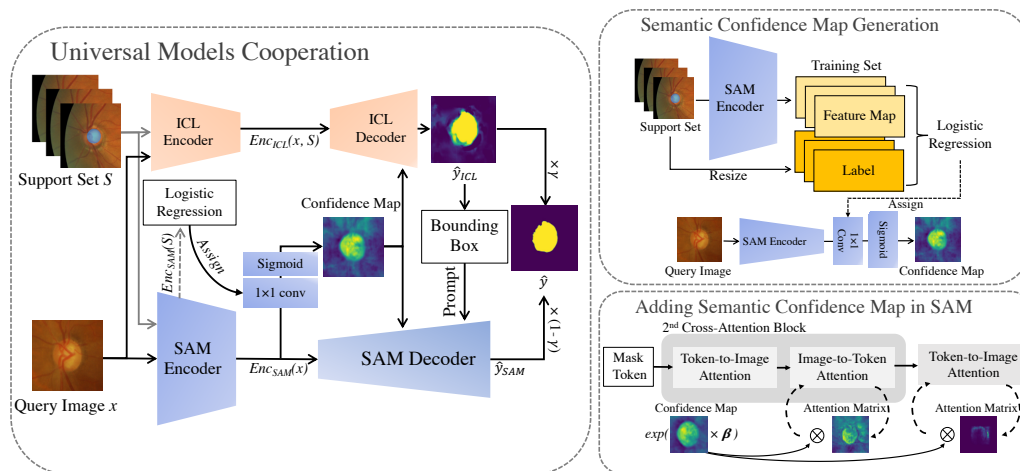 Universal Models Cooperation
Support Set S
ICL
Encoder
Enc_ICL(x, S)
ICL
Decoder
ŷ_ICL
× γ
Logistic
Regression
Confidence Map
Bounding
Box
Enc_SAM(S)
Assign
Sigmoid
1×1 conv
Prompt
ŷ
× (1 - γ)
Query Image x
SAM
Encoder
Enc_SAM(x)
SAM Decoder
ŷ_SAM
Semantic Confidence Map Generation
Training Set
SAM
Encoder
Support Set
Feature Map
Logistic
Regression
Resize
Label
Assign
Query Image
SAM Encoder
1×1
Conv
Sigmoid
Confidence Map
Adding Semantic Confidence Map in SAM
2nd Cross-Attention Block
Mask
Token
Token-to-Image
Attention
Image-to-Token
Attention
Token-to-Image
Attention
Confidence Map
Attention Matrix
Attention Matrix
exp( × β)